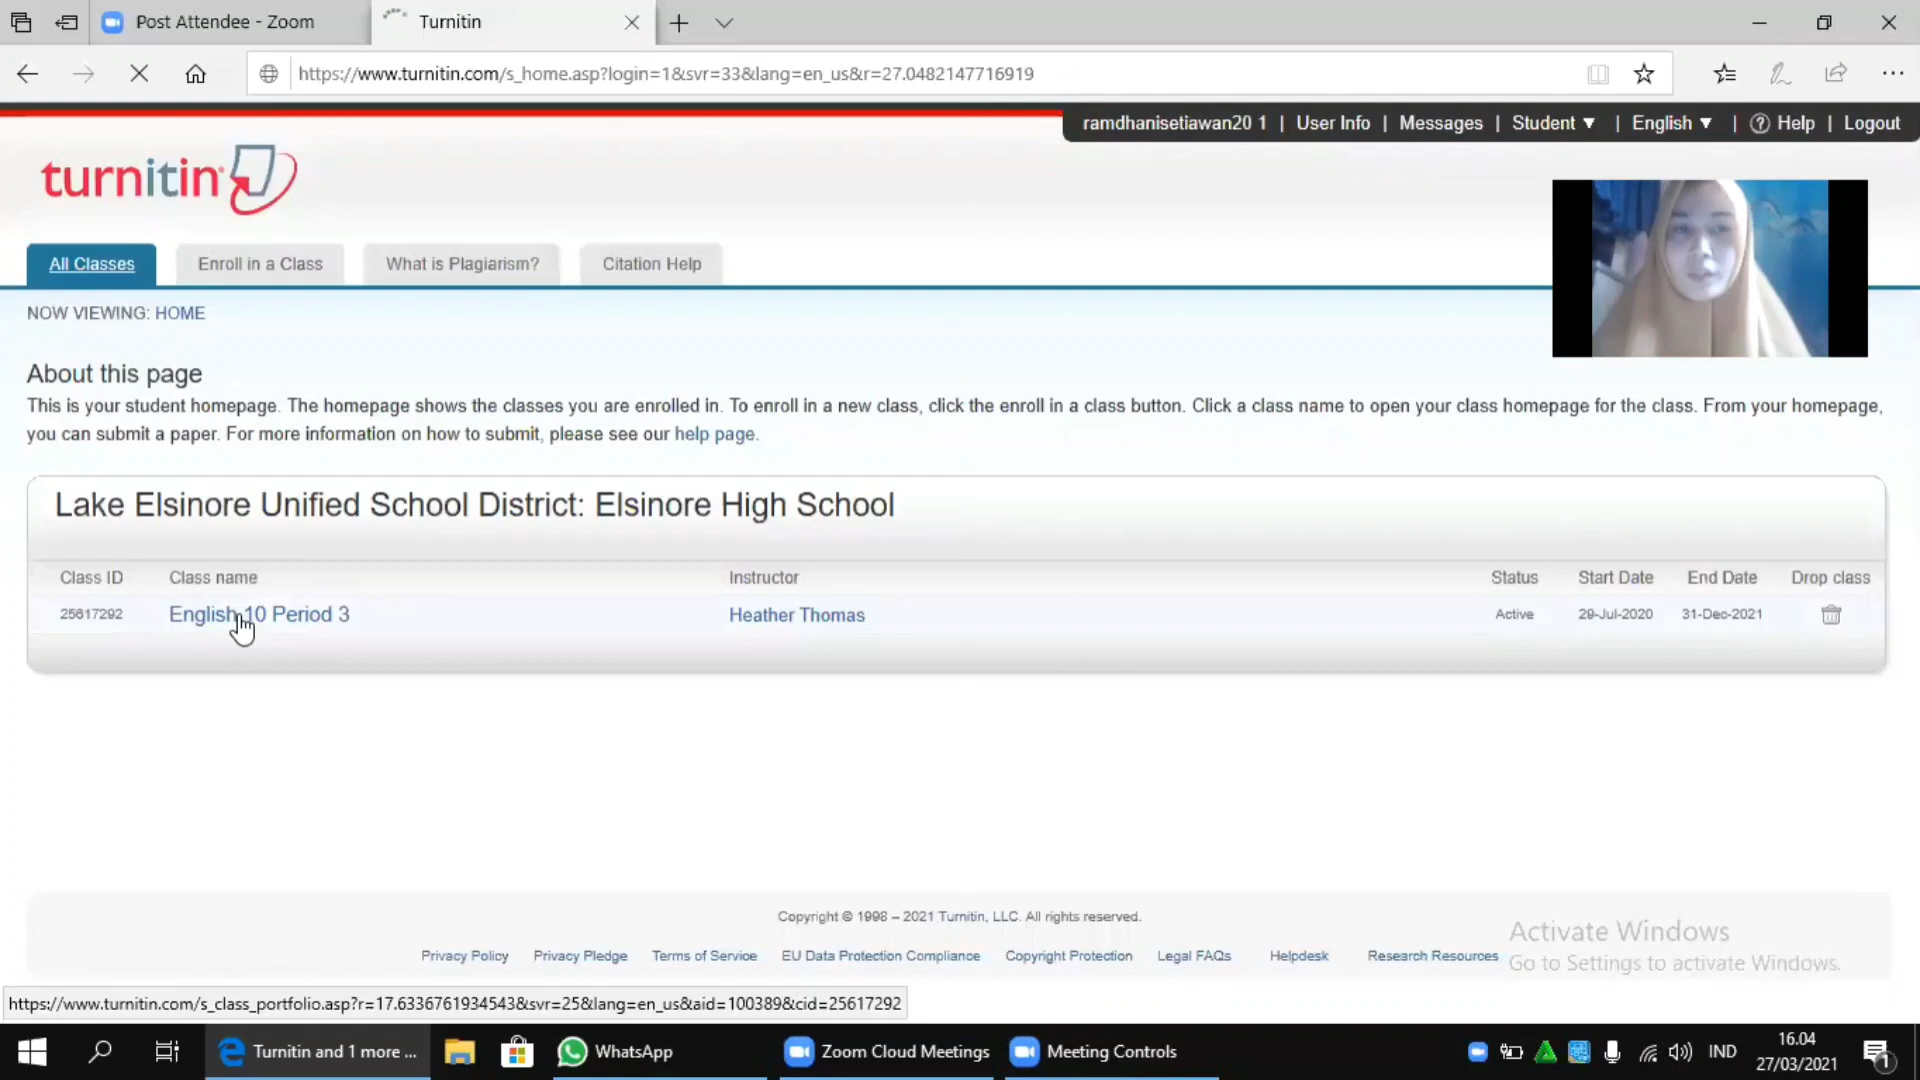 Post Attendee - Zoom
Turnitin
https://www.turnitin.com/s_home.asp?login=1&svr=33&lang=en_us&r=27.0482147716919
ramdhanisetiawan20 1 | User Info | Messages | Student ▼ | English ▼ | ? Help | Logout
turnitin
All Classes
Enroll in a Class
What is Plagiarism?
Citation Help
NOW VIEWING: HOME
About this page
This is your student homepage. The homepage shows the classes you are enrolled in. To enroll in a new class, click the enroll in a class button. Click a class name to open your class homepage for the class. From your homepage,
you can submit a paper. For more information on how to submit, please see our help page.
Lake Elsinore Unified School District: Elsinore High School
Class ID Class name Instructor Status Start Date End Date Drop class
25617292 English 10 Period 3 Heather Thomas Active 29-Jul-2020 31-Dec-2021
Copyright © 1998 – 2021 Turnitin, LLC. All rights reserved.
Privacy Policy Privacy Pledge Terms of Service EU Data Protection Compliance Copyright Protection Legal FAQs Helpdesk Research Resources
Activate Windows
Go to Settings to activate Windows.
https://www.turnitin.com/s_class_portfolio.asp?r=17.6336761934543&svr=25&lang=en_us&aid=100389&cid=25617292
Turnitin and 1 more ...
WhatsApp
Zoom Cloud Meetings
Meeting Controls
IND
16.04
27/03/2021
1